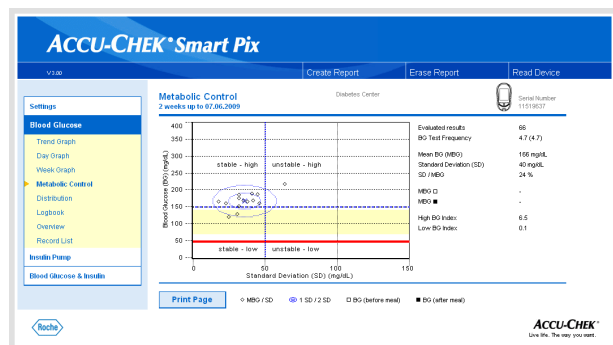 ACCU-CHEK® Smart Pix
V 3.00
Create Report
Erase Report
Read Device
Settings
Blood Glucose
Trend Graph
Day Graph
Week Graph
Metabolic Control
Distribution
Logbook
Overview
Record List
Insulin Pump
Blood Glucose & Insulin
Metabolic Control
2 weeks up to 07.06.2009
Diabetes Center
Serial Number
11519837
Blood Glucose (BG) (mg/dL)
400
350
300
250
200
150
100
50
0
stable - high
unstable - high
stable - low
unstable - low
0
50
100
150
Standard Deviation (SD) (mg/dL)
Evaluated results 66
BG Test Frequency 4.7 (4.7)
Mean BG (MBG) 166 mg/dL
Standard Deviation (SD) 40 mg/dL
SD / MBG 24 %
MBG □ -
MBG ■ -
High BG Index 6.5
Low BG Index 0.1
Print Page
MBG / SD
1 SD / 2 SD
BG (before meal)
BG (after meal)
Roche
ACCU-CHEK®
Live life. The way you want.